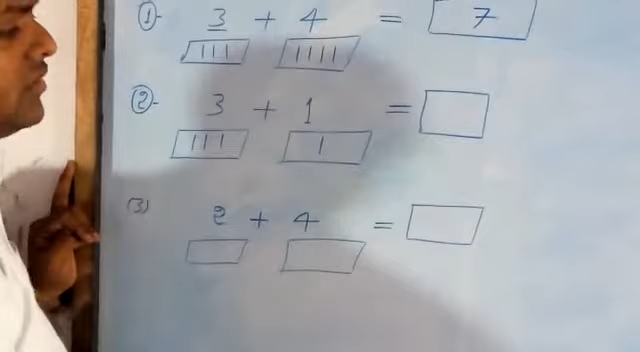 ① - 3 + 4 = 7
||| ||||
② - 3 + 1 =
||| |
(3) 2 + 4 =